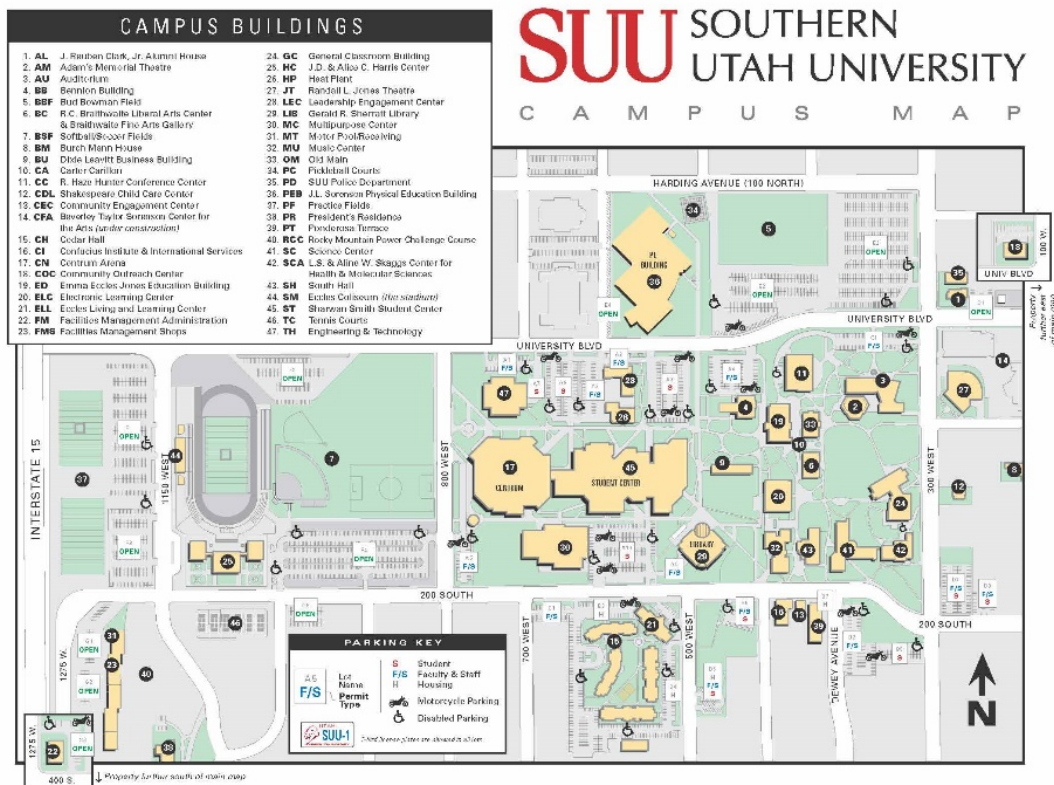 CAMPUS BUILDINGS
1. AL J. Reuben Clark, Jr. Alumni House
2. AM Adam's Memorial Theatre
3. AU Auditorium
4. BB Bennion Building
5. BBF Bud Bowman Field
6. BC R.C. Braithwaite Liberal Arts Center
& Braithwaite Fine Arts Gallery
7. BSF Softball/Soccer Fields
8. BM Burch Mann House
9. BU Dixie Leavitt Business Building
10. CA Carter Carillon
11. CC R. Haze Hunter Conference Center
12. CDL Shakespeare Child Care Center
13. CEC Community Engagement Center
14. CFA Beverley Taylor Sorenson Center for
the Arts (under construction)
15. CH Cedar Hall
16. CI Confucius Institute & International Services
17. CN Centrum Arena
18. COC Community Outreach Center
19. ED Emma Eccles Jones Education Building
20. ELC Electronic Learning Center
21. ELL Eccles Living and Learning Center
22. FM Facilities Management Administration
23. FMS Facilities Management Shops
24. GC General Classroom Building
25. HC J.D. & Alice C. Harris Center
26. HP Heat Plant
27. JT Randall L. Jones Theatre
28. LEC Leadership Engagement Center
29. LIB Gerald R. Sherratt Library
30. MC Multipurpose Center
31. MT Motor Pool/Receiving
32. MU Music Center
33. OM Old Main
34. PC Pickleball Courts
35. PD SUU Police Department
36. PEB J.L. Sorenson Physical Education Building
37. PF Practice Fields
38. PR President's Residence
39. PT Ponderosa Terrace
40. RCC Rocky Mountain Power Challenge Course
41. SC Science Center
42. SCA L.S. & Aline W. Skaggs Center for
Health & Molecular Sciences
43. SH South Hall
44. SM Eccles Coliseum (the stadium)
45. ST Sharwan Smith Student Center
46. TC Tennis Courts
47. TH Engineering & Technology
SUU SOUTHERN
UTAH UNIVERSITY
CAMPUS MAP
HARDING AVENUE (100 NORTH)
100 W.
UNIV BLVD
Property
further east
of main map
UNIVERSITY BLVD
UNIVERSITY BLVD
PE
BUILDING
INTERSTATE 15
1150 WEST
800 WEST
300 WEST
CENTRUM
STUDENT CENTER
LIBRARY
200 SOUTH
200 SOUTH
1275 W.
700 WEST
500 WEST
DEWEY AVENUE
PARKING KEY
A5
F/S
Lot
Name
Permit
Type
S Student
F/S Faculty & Staff
H Housing
Motorcycle Parking
Disabled Parking
UTAH
SUU-1
N
1275 W.
400 S.
Property further south of main map